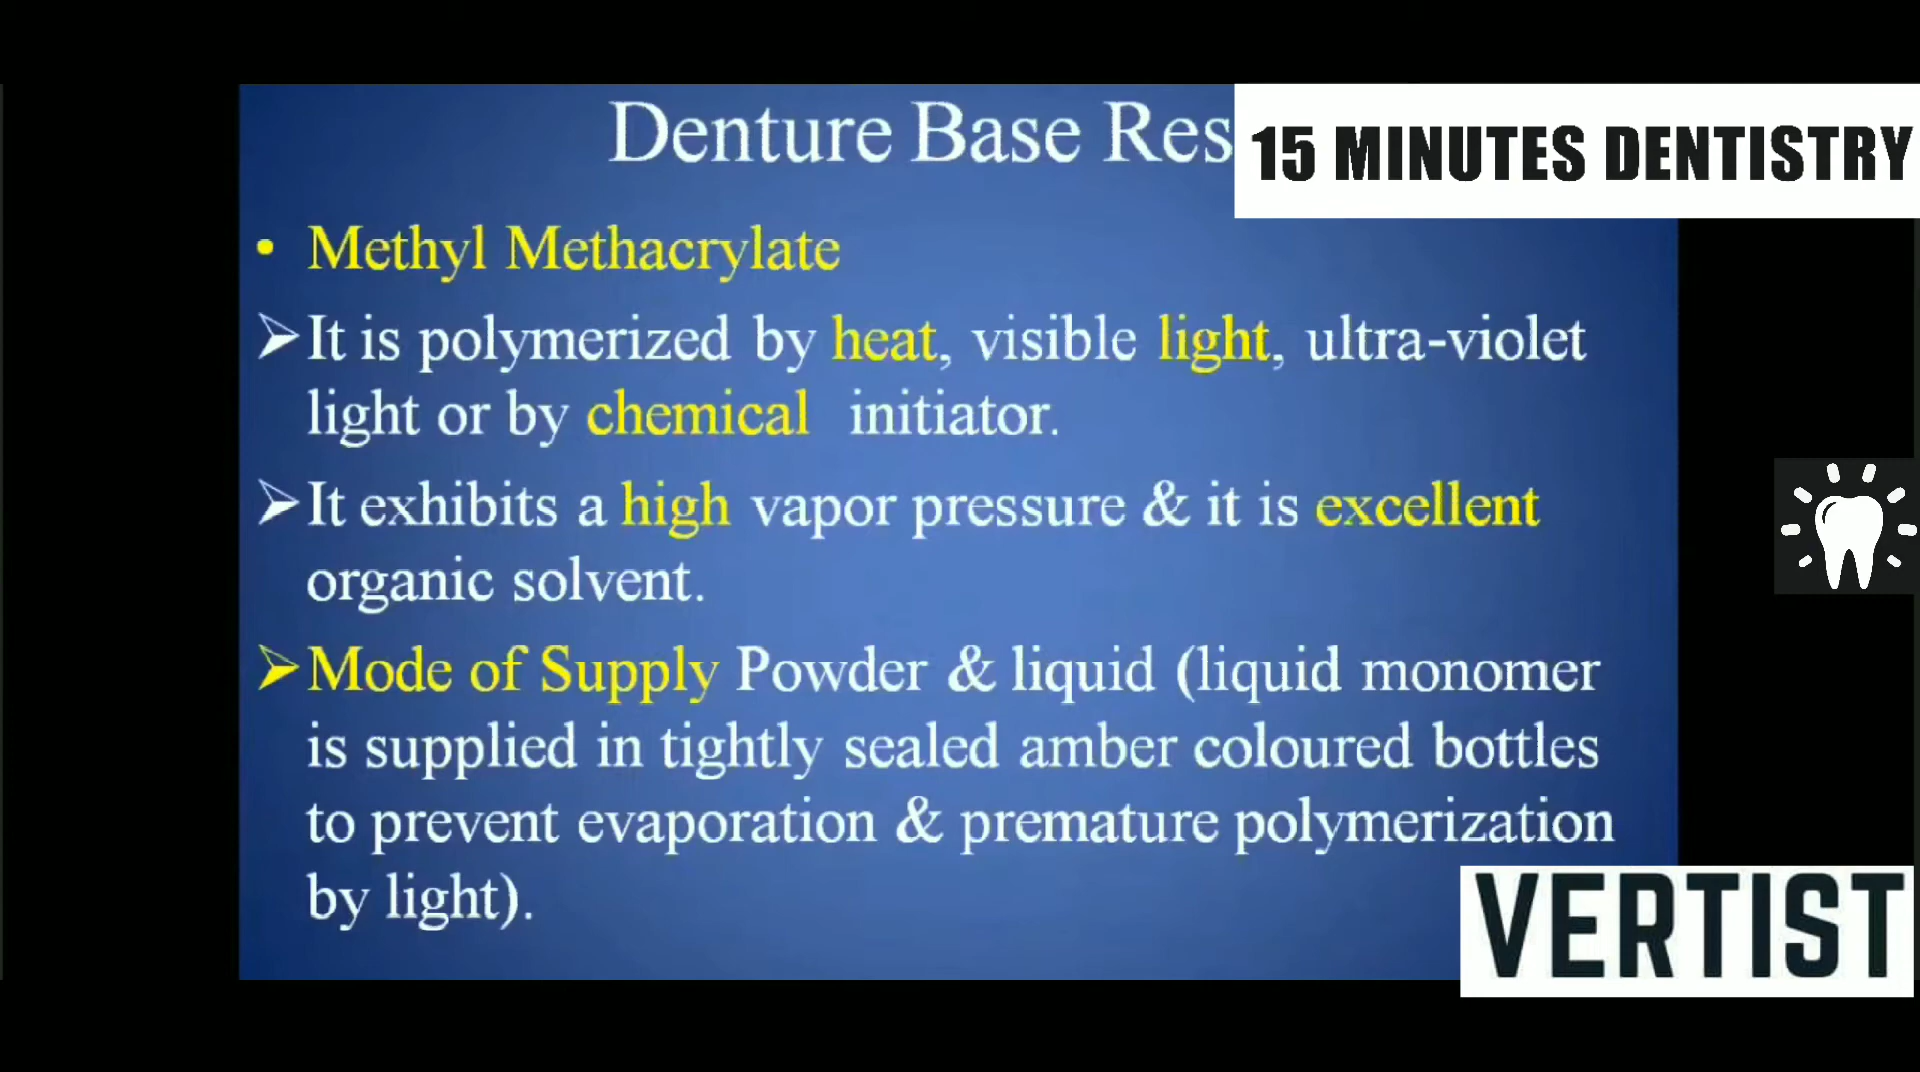 Denture Base Res
15 MINUTES DENTISTRY
• Methyl Methacrylate
➢It is polymerized by heat, visible light, ultra-violet
light or by chemical initiator.
➢It exhibits a high vapor pressure & it is excellent
organic solvent.
➢Mode of Supply Powder & liquid (liquid monomer
is supplied in tightly sealed amber coloured bottles
to prevent evaporation & premature polymerization
by light).
VERTIST